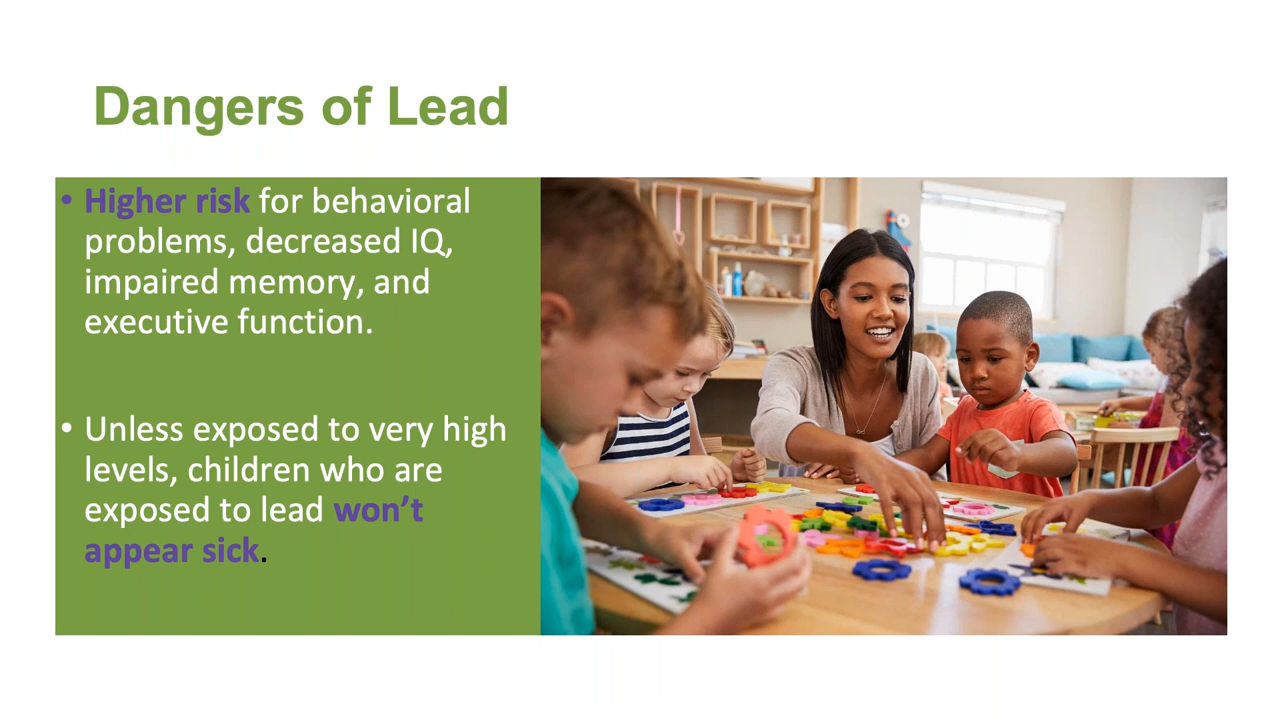 Dangers of Lead
• Higher risk for behavioral
problems, decreased IQ,
impaired memory, and
executive function.
• Unless exposed to very high
levels, children who are
exposed to lead won’t
appear sick.